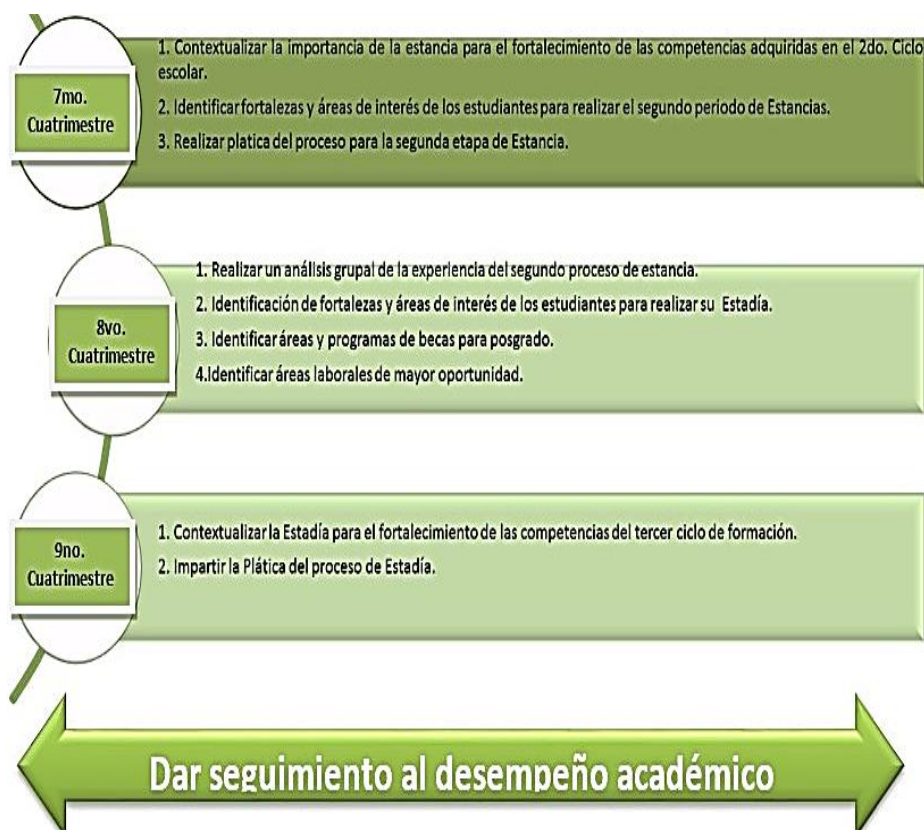 7mo.
Cuatrimestre
1. Contextualizar la importancia de la estancia para el fortalecimiento de las competencias adquiridas en el 2do. Ciclo
escolar.
2. Identificar fortalezas y áreas de interés de los estudiantes para realizar el segundo periodo de Estancias.
3. Realizar platica del proceso para la segunda etapa de Estancia.
8vo.
Cuatrimestre
1. Realizar un análisis grupal de la experiencia del segundo proceso de estancia.
2. Identificación de fortalezas y áreas de interés de los estudiantes para realizar su Estadía.
3. Identificar áreas y programas de becas para posgrado.
4.Identificar áreas laborales de mayor oportunidad.
9no.
Cuatrimestre
1. Contextualizar la Estadía para el fortalecimiento de las competencias del tercer ciclo de formación.
2. Impartir la Plática del proceso de Estadía.
Dar seguimiento al desempeño académico